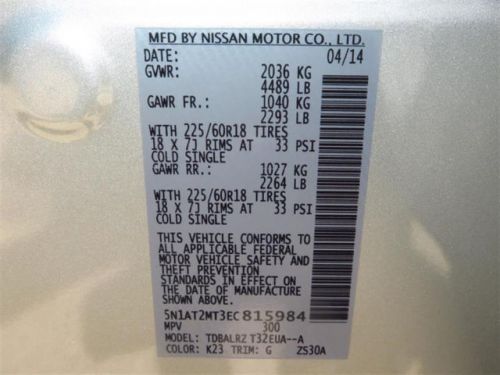 MFD BY NISSAN MOTOR CO., LTD.
DATE: 04/14
GVWR: 2036 KG
4489 LB
GAWR FR.: 1040 KG
2293 LB
WITH 225/60R18 TIRES
18 X 7J RIMS AT 33 PSI
COLD SINGLE
GAWR RR.: 1027 KG
2264 LB
WITH 225/60R18 TIRES
18 X 7J RIMS AT 33 PSI
COLD SINGLE
THIS VEHICLE CONFORMS TO
ALL APPLICABLE FEDERAL
MOTOR VEHICLE SAFETY AND
THEFT PREVENTION
STANDARDS IN EFFECT ON
THE DATE OF MANUFACTURE
SHOWN ABOVE.
5N1AT2MT3EC815984
MPV 300
MODEL: TDBALRZ T32EUA--A
COLOR: K23 TRIM: G ZS30A